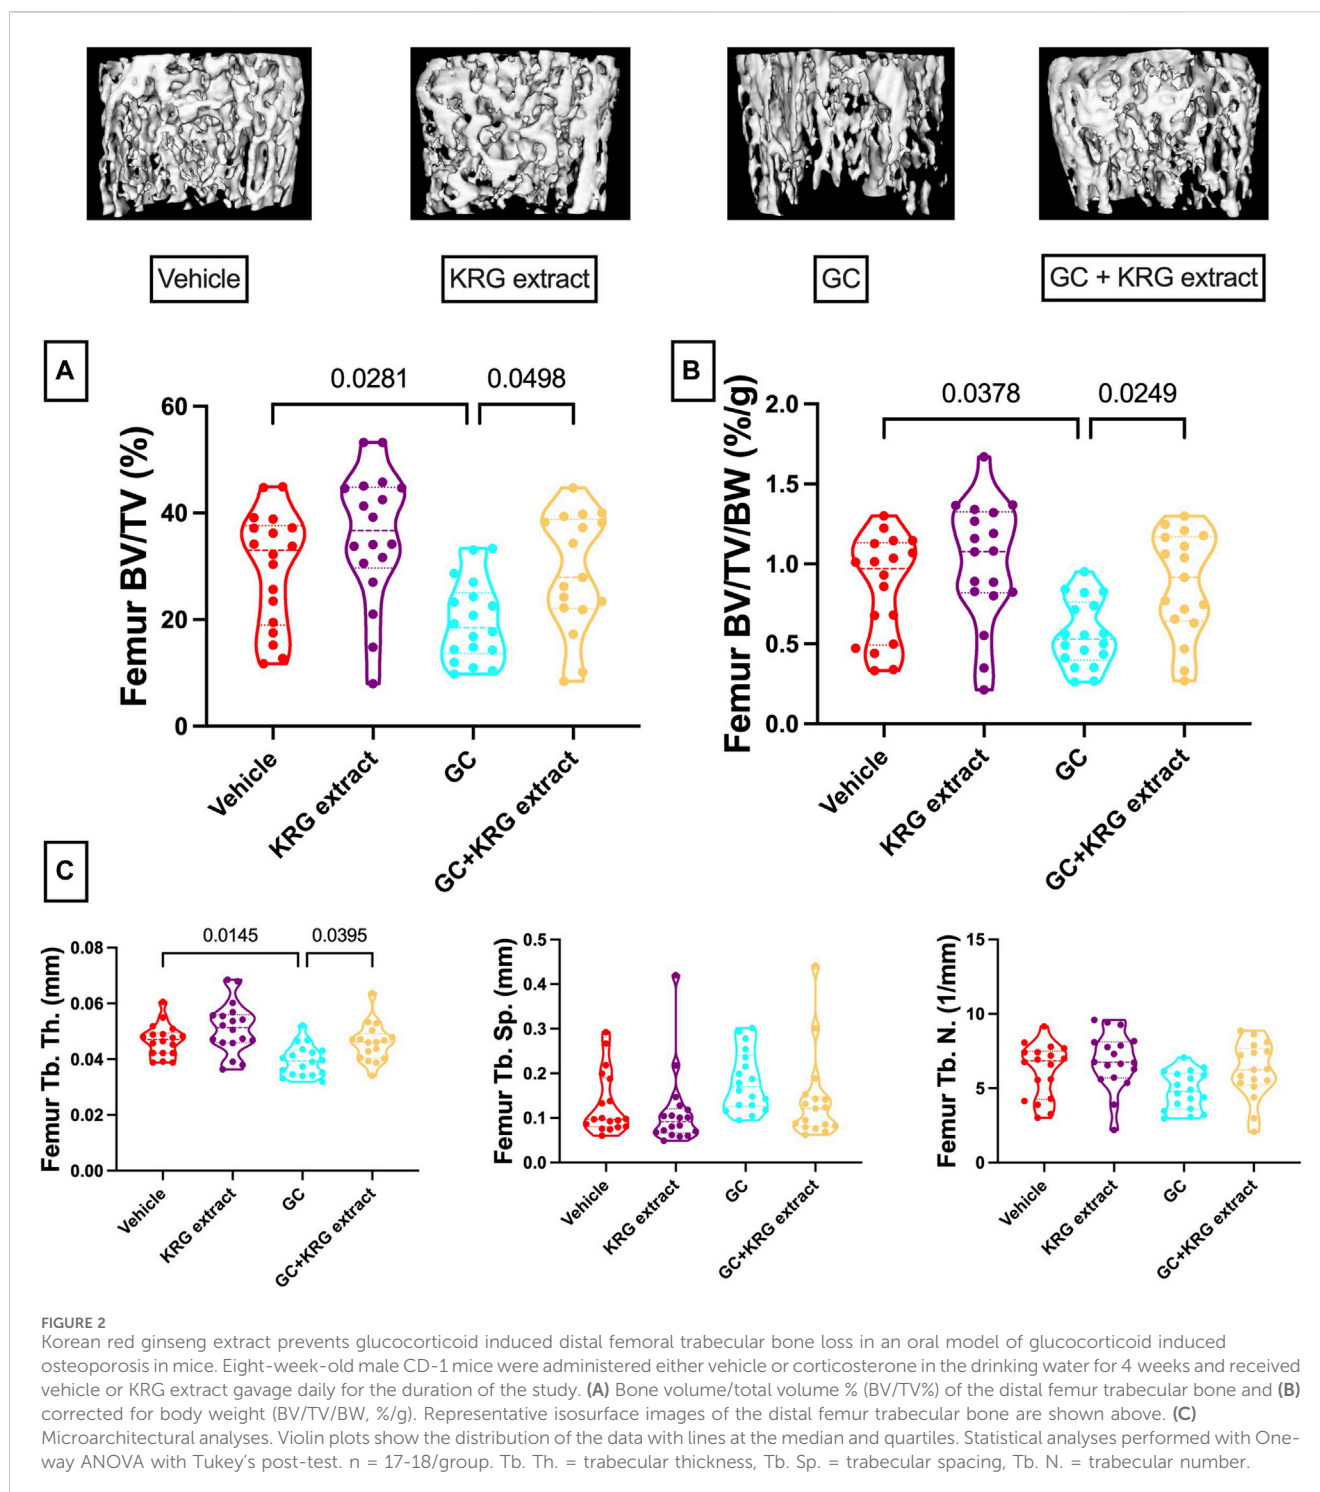 Vehicle
KRG extract
GC
GC + KRG extract
A
0.0281
0.0498
Femur BV/TV (%)
60
40
20
0
Vehicle
KRG extract
GC
GC+KRG extract
B
0.0378
0.0249
Femur BV/TV/BW (%/g)
2.0
1.5
1.0
0.5
0.0
Vehicle
KRG extract
GC
GC+KRG extract
C
0.0145
0.0395
Femur Tb. Th. (mm)
0.08
0.06
0.04
0.02
0.00
Vehicle
KRG extract
GC
GC+KRG extract
Femur Tb. Sp. (mm)
0.5
0.4
0.3
0.2
0.1
0.0
Vehicle
KRG extract
GC
GC+KRG extract
Femur Tb. N. (1/mm)
15
10
5
0
Vehicle
KRG extract
GC
GC+KRG extract
FIGURE 2
Korean red ginseng extract prevents glucocorticoid induced distal femoral trabecular bone loss in an oral model of glucocorticoid induced
osteoporosis in mice. Eight-week-old male CD-1 mice were administered either vehicle or corticosterone in the drinking water for 4 weeks and received
vehicle or KRG extract gavage daily for the duration of the study. (A) Bone volume/total volume % (BV/TV%) of the distal femur trabecular bone and (B)
corrected for body weight (BV/TV/BW, %/g). Representative isosurface images of the distal femur trabecular bone are shown above. (C)
Microarchitectural analyses. Violin plots show the distribution of the data with lines at the median and quartiles. Statistical analyses performed with One-
way ANOVA with Tukey's post-test. n = 17-18/group. Tb. Th. = trabecular thickness, Tb. Sp. = trabecular spacing, Tb. N. = trabecular number.